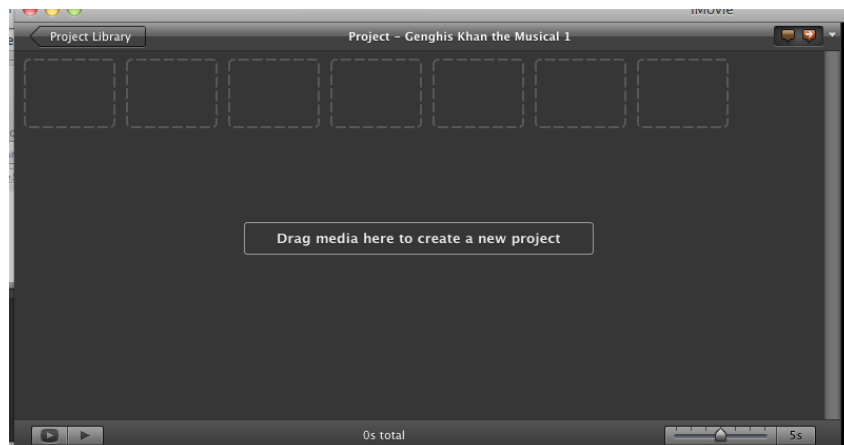 iMovie
Project Library
Project - Genghis Khan the Musical 1
Drag media here to create a new project
0s total
5s